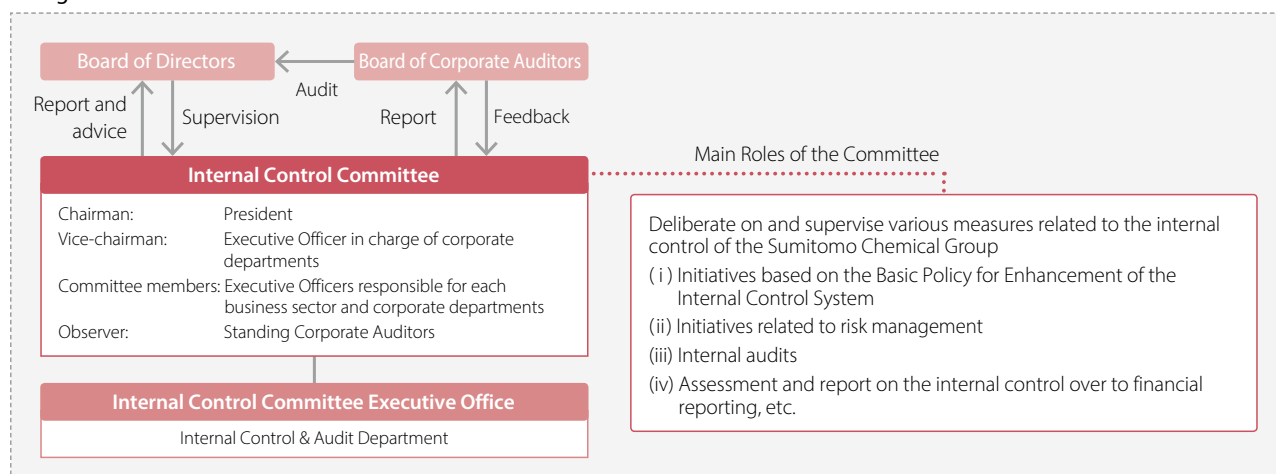 Board of Directors
Board of Corporate Auditors
Audit
Report and
advice
Supervision
Report
Feedback
Internal Control Committee
Chairman: President
Vice-chairman: Executive Officer in charge of corporate
departments
Committee members: Executive Officers responsible for each
business sector and corporate departments
Observer: Standing Corporate Auditors
Internal Control Committee Executive Office
Internal Control & Audit Department
Main Roles of the Committee
Deliberate on and supervise various measures related to the internal
control of the Sumitomo Chemical Group
(i) Initiatives based on the Basic Policy for Enhancement of the
Internal Control System
(ii) Initiatives related to risk management
(iii) Internal audits
(iv) Assessment and report on the internal control over to financial
reporting, etc.